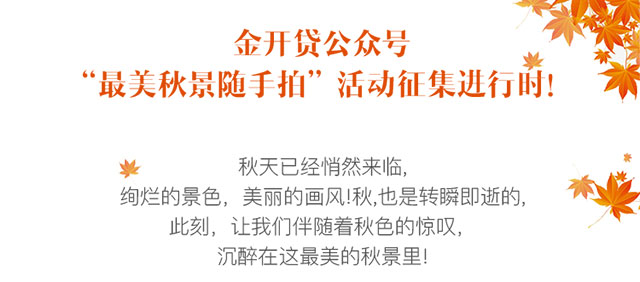 金开贷公众号
“最美秋景随手拍”活动征集进行时!
秋天已经悄然来临,
绚烂的景色，美丽的画风!秋,也是转瞬即逝的,
此刻，让我们伴随着秋色的惊叹,
沉醉在这最美的秋景里!